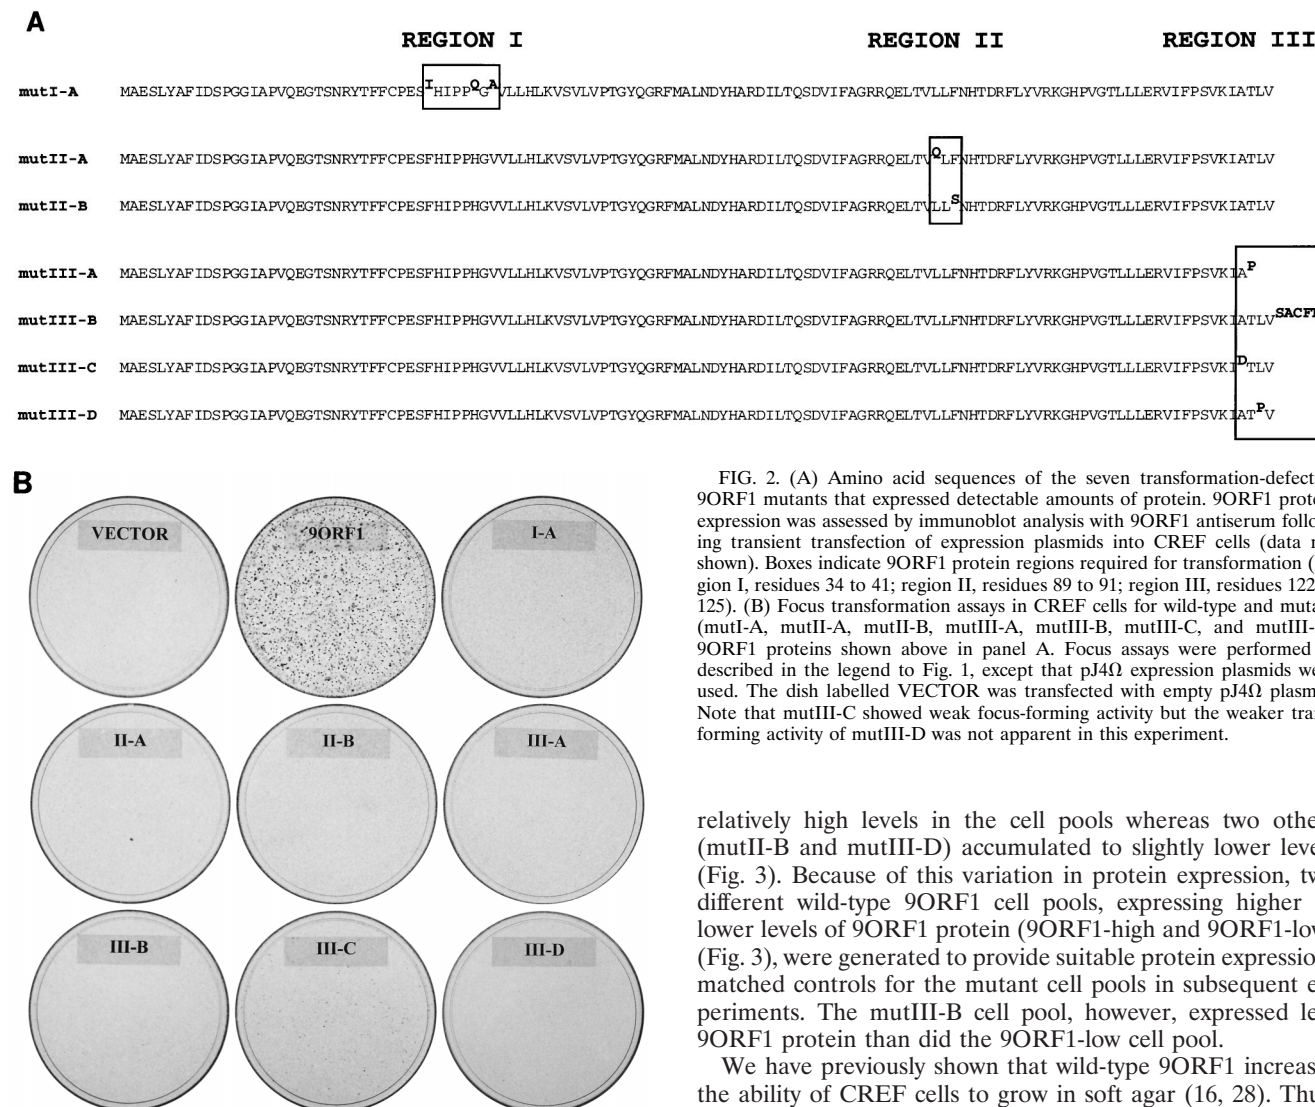 A
REGION I REGION II REGION III
mutI-A MAESLYAFIDSPGGIAPVQEGTSNRYTFFCPESIHIPPQGAVLLHLKVSVLVPTGYQGRFMALNDYHARDILTQSDVIFAGRRQELTVLLFNHTDRFLYVRKGHPVGTLLLERVIFPSVKIATLV
mutII-A MAESLYAFIDSPGGIAPVQEGTSNRYTFFCPESFHIPPHGVVLLHLKVSVLVPTGYQGRFMALNDYHARDILTQSDVIFAGRRQELTVQLFNHTDRFLYVRKGHPVGTLLLERVIFPSVKIATLV
mutII-B MAESLYAFIDSPGGIAPVQEGTSNRYTFFCPESFHIPPHGVVLLHLKVSVLVPTGYQGRFMALNDYHARDILTQSDVIFAGRRQELTVLLSNHTDRFLYVRKGHPVGTLLLERVIFPSVKIATLV
mutIII-A MAESLYAFIDSPGGIAPVQEGTSNRYTFFCPESFHIPPHGVVLLHLKVSVLVPTGYQGRFMALNDYHARDILTQSDVIFAGRRQELTVLLFNHTDRFLYVRKGHPVGTLLLERVIFPSVKIAP
mutIII-B MAESLYAFIDSPGGIAPVQEGTSNRYTFFCPESFHIPPHGVVLLHLKVSVLVPTGYQGRFMALNDYHARDILTQSDVIFAGRRQELTVLLFNHTDRFLYVRKGHPVGTLLLERVIFPSVKIATLVSACF
mutIII-C MAESLYAFIDSPGGIAPVQEGTSNRYTFFCPESFHIPPHGVVLLHLKVSVLVPTGYQGRFMALNDYHARDILTQSDVIFAGRRQELTVLLFNHTDRFLYVRKGHPVGTLLLERVIFPSVKIDTLV
mutIII-D MAESLYAFIDSPGGIAPVQEGTSNRYTFFCPESFHIPPHGVVLLHLKVSVLVPTGYQGRFMALNDYHARDILTQSDVIFAGRRQELTVLLFNHTDRFLYVRKGHPVGTLLLERVIFPSVKIATPV
B
VECTOR 9ORF1 I-A
II-A II-B III-A
III-B III-C III-D
FIG. 2. (A) Amino acid sequences of the seven transformation-defect
9ORF1 mutants that expressed detectable amounts of protein. 9ORF1 prote
expression was assessed by immunoblot analysis with 9ORF1 antiserum follo
ing transient transfection of expression plasmids into CREF cells (data n
shown). Boxes indicate 9ORF1 protein regions required for transformation (
gion I, residues 34 to 41; region II, residues 89 to 91; region III, residues 122
125). (B) Focus transformation assays in CREF cells for wild-type and muta
(mutI-A, mutII-A, mutII-B, mutIII-A, mutIII-B, mutIII-C, and mutIII-
9ORF1 proteins shown above in panel A. Focus assays were performed
described in the legend to Fig. 1, except that pJ4Ω expression plasmids we
used. The dish labelled VECTOR was transfected with empty pJ4Ω plasm
Note that mutIII-C showed weak focus-forming activity but the weaker tran
forming activity of mutIII-D was not apparent in this experiment.
relatively high levels in the cell pools whereas two othe
(mutII-B and mutIII-D) accumulated to slightly lower leve
(Fig. 3). Because of this variation in protein expression, tw
different wild-type 9ORF1 cell pools, expressing higher
lower levels of 9ORF1 protein (9ORF1-high and 9ORF1-low
(Fig. 3), were generated to provide suitable protein expressio
matched controls for the mutant cell pools in subsequent e
periments. The mutIII-B cell pool, however, expressed le
9ORF1 protein than did the 9ORF1-low cell pool.
We have previously shown that wild-type 9ORF1 increas
the ability of CREF cells to grow in soft agar (16, 28). Thu